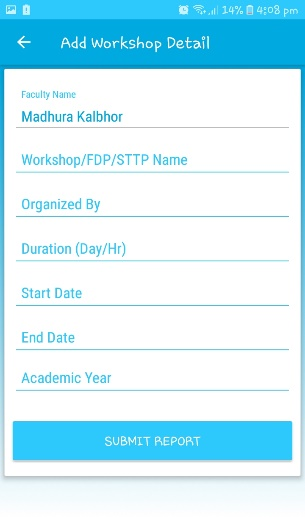 14% 4:08 pm
Add Workshop Detail
Faculty Name
Madhura Kalbhor
Workshop/FDP/STTP Name
Organized By
Duration (Day/Hr)
Start Date
End Date
Academic Year
SUBMIT REPORT